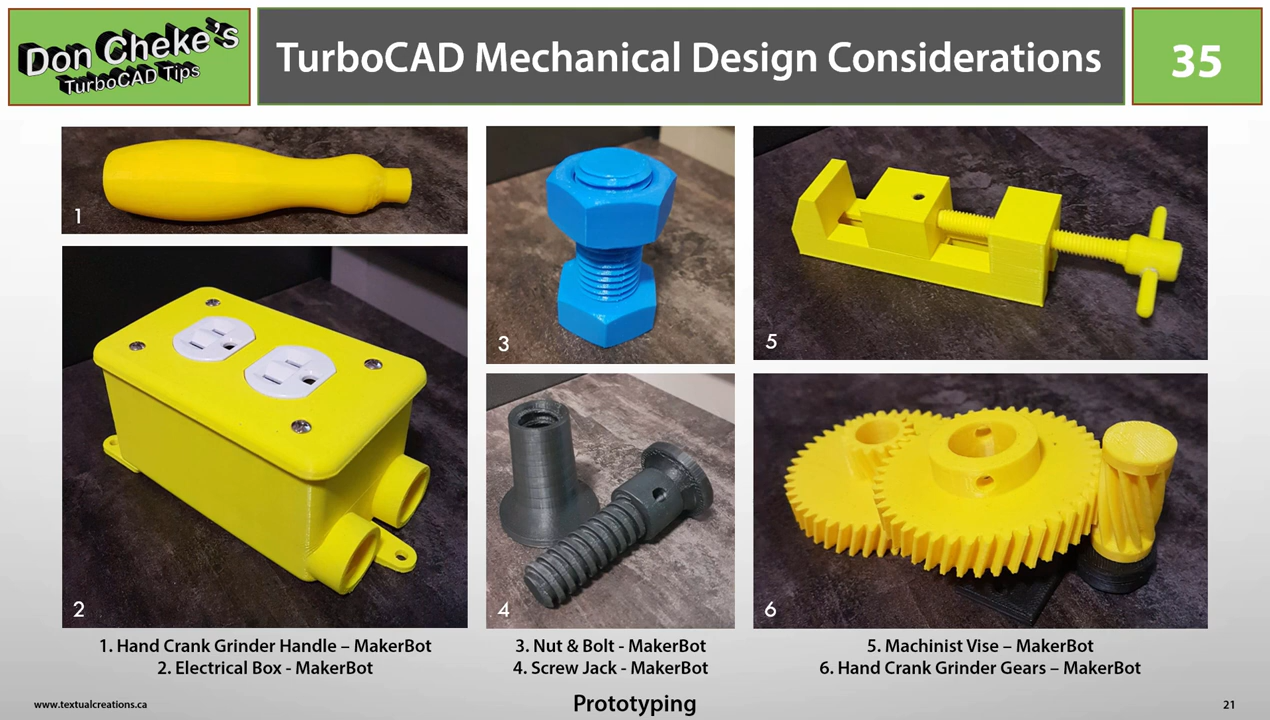 Don Cheke's
TurboCAD Tips
TurboCAD Mechanical Design Considerations
35
1
2
3
4
5
6
1. Hand Crank Grinder Handle – MakerBot
2. Electrical Box - MakerBot
3. Nut & Bolt - MakerBot
4. Screw Jack - MakerBot
5. Machinist Vise – MakerBot
6. Hand Crank Grinder Gears – MakerBot
www.textualcreations.ca
Prototyping
21